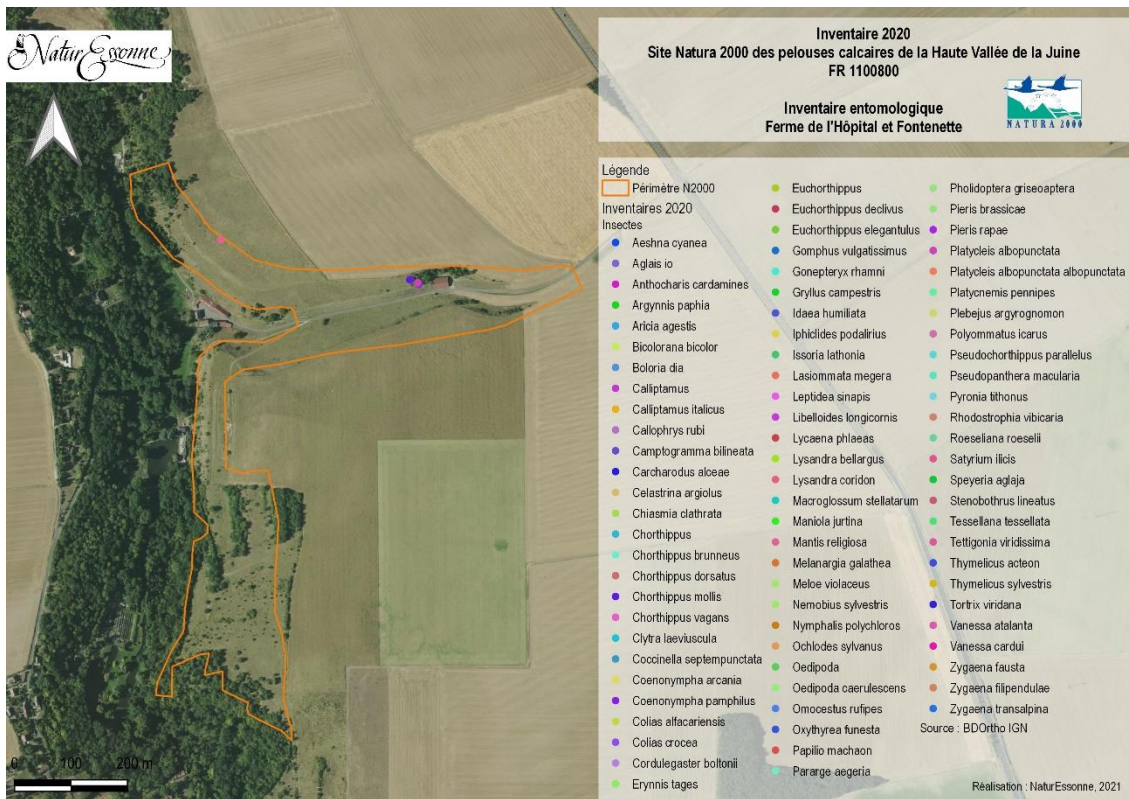 NaturEssonne
Inventaire 2020
Site Natura 2000 des pelouses calcaires de la Haute Vallée de la Juine
FR 1100800
Inventaire entomologique
Ferme de l'Hôpital et Fontenette
NATURA 2000
Légende
Périmètre N2000
Inventaires 2020
Insectes
Aeshna cyanea
Aglais io
Anthocharis cardamines
Argynnis paphia
Aricia agestis
Bicolorana bicolor
Boloria dia
Calliptamus
Calliptamus italicus
Callophrys rubi
Camptogramma bilineata
Carcharodus alceae
Celastrina argiolus
Chiasmia clathrata
Chorthippus
Chorthippus brunneus
Chorthippus dorsatus
Chorthippus mollis
Chorthippus vagans
Clytra laeviuscula
Coccinella septempunctata
Coenonympha arcania
Coenonympha pamphilus
Colias alfacariensis
Colias crocea
Cordulegaster boltonii
Erynnis tages
Euchorthippus
Euchorthippus declivus
Euchorthippus elegantulus
Gomphus vulgatissimus
Gonepteryx rhamni
Gryllus campestris
Idaea humiliata
Iphiclides podalirius
Issoria lathonia
Lasiommata megera
Leptidea sinapis
Libelloides longicornis
Lycaena phlaeas
Lysandra bellargus
Lysandra coridon
Macroglossum stellatarum
Maniola jurtina
Mantis religiosa
Melanargia galathea
Meloe violaceus
Nemobius sylvestris
Nymphalis polychloros
Ochlodes sylvanus
Oedipoda
Oedipoda caerulescens
Omocestus rufipes
Oxythyrea funesta
Papilio machaon
Pararge aegeria
Pholidoptera griseoaptera
Pieris brassicae
Pieris rapae
Platycleis albopunctata
Platycleis albopunctata albopunctata
Platycnemis pennipes
Plebejus argyrognomon
Polyommatus icarus
Pseudochorthippus parallelus
Pseudopanthera macularia
Pyronia tithonus
Rhodostrophia vibicaria
Roeseliana roeselii
Satyrium ilicis
Speyeria aglaja
Stenobothrus lineatus
Tessellana tessellata
Tettigonia viridissima
Thymelicus acteon
Thymelicus sylvestris
Tortrix viridana
Vanessa atalanta
Vanessa cardui
Zygaena fausta
Zygaena filipendulae
Zygaena transalpina
Source : BDOrtho IGN
0 100 200 m
Réalisation : NaturEssonne, 2021